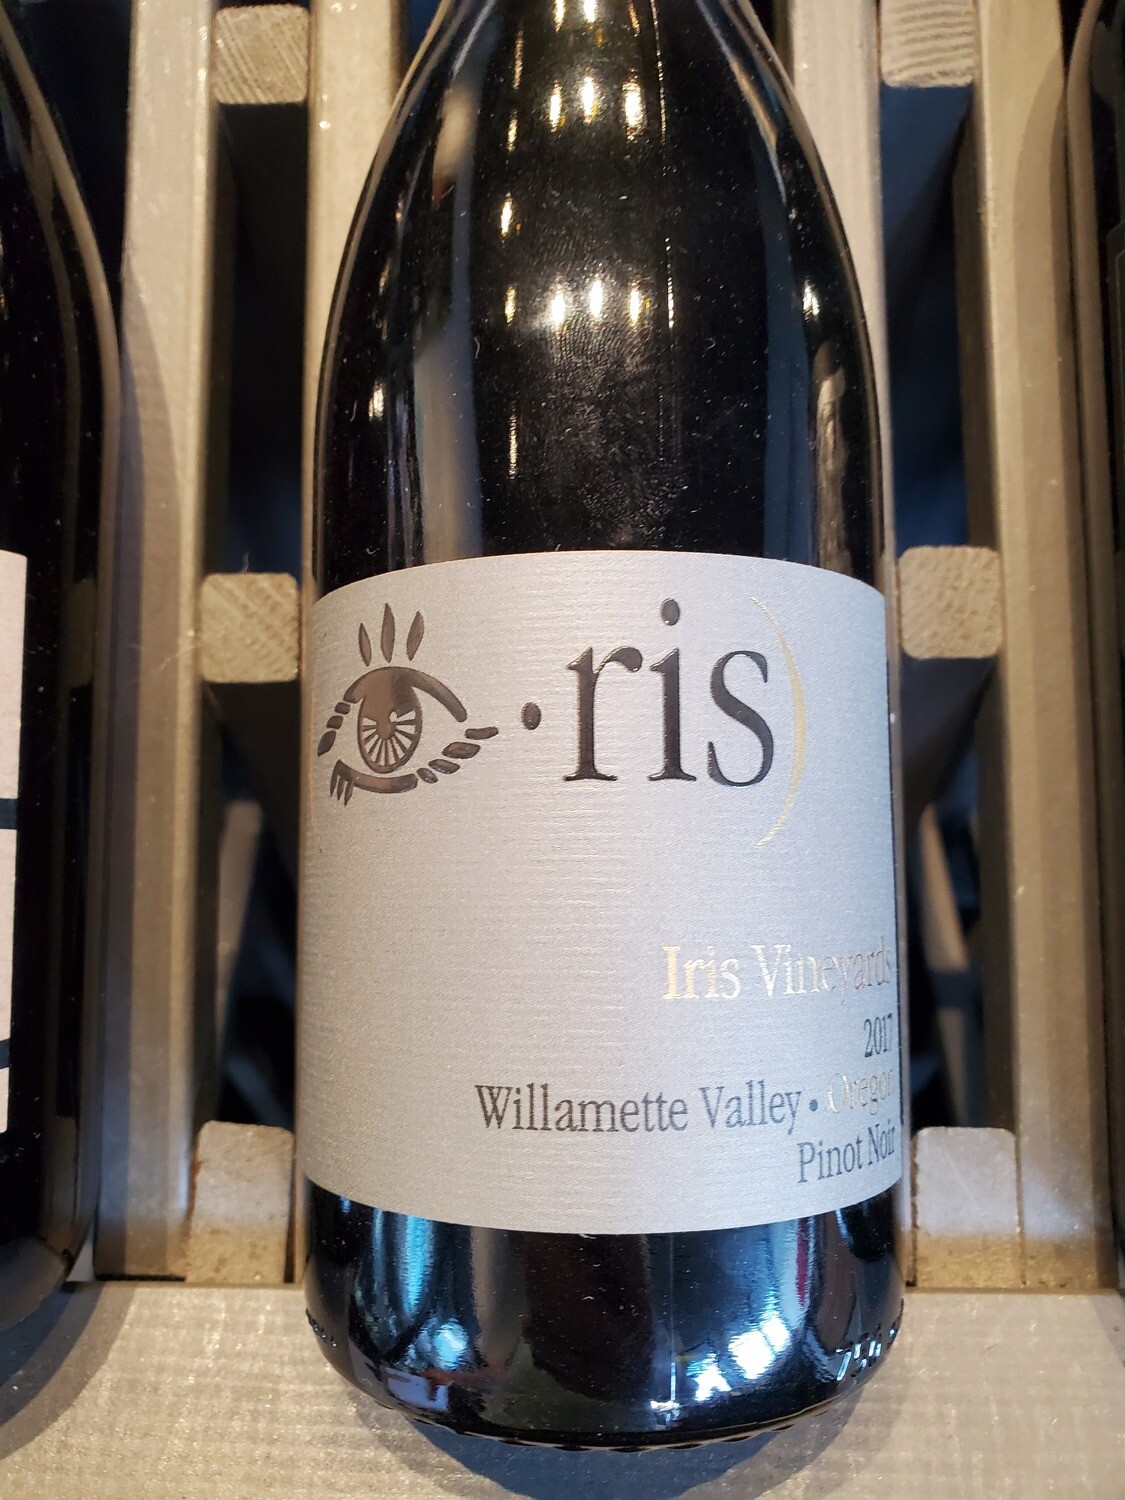 ·ris)
Iris Vineyards
2017
Willamette Valley • Oregon
Pinot Noir